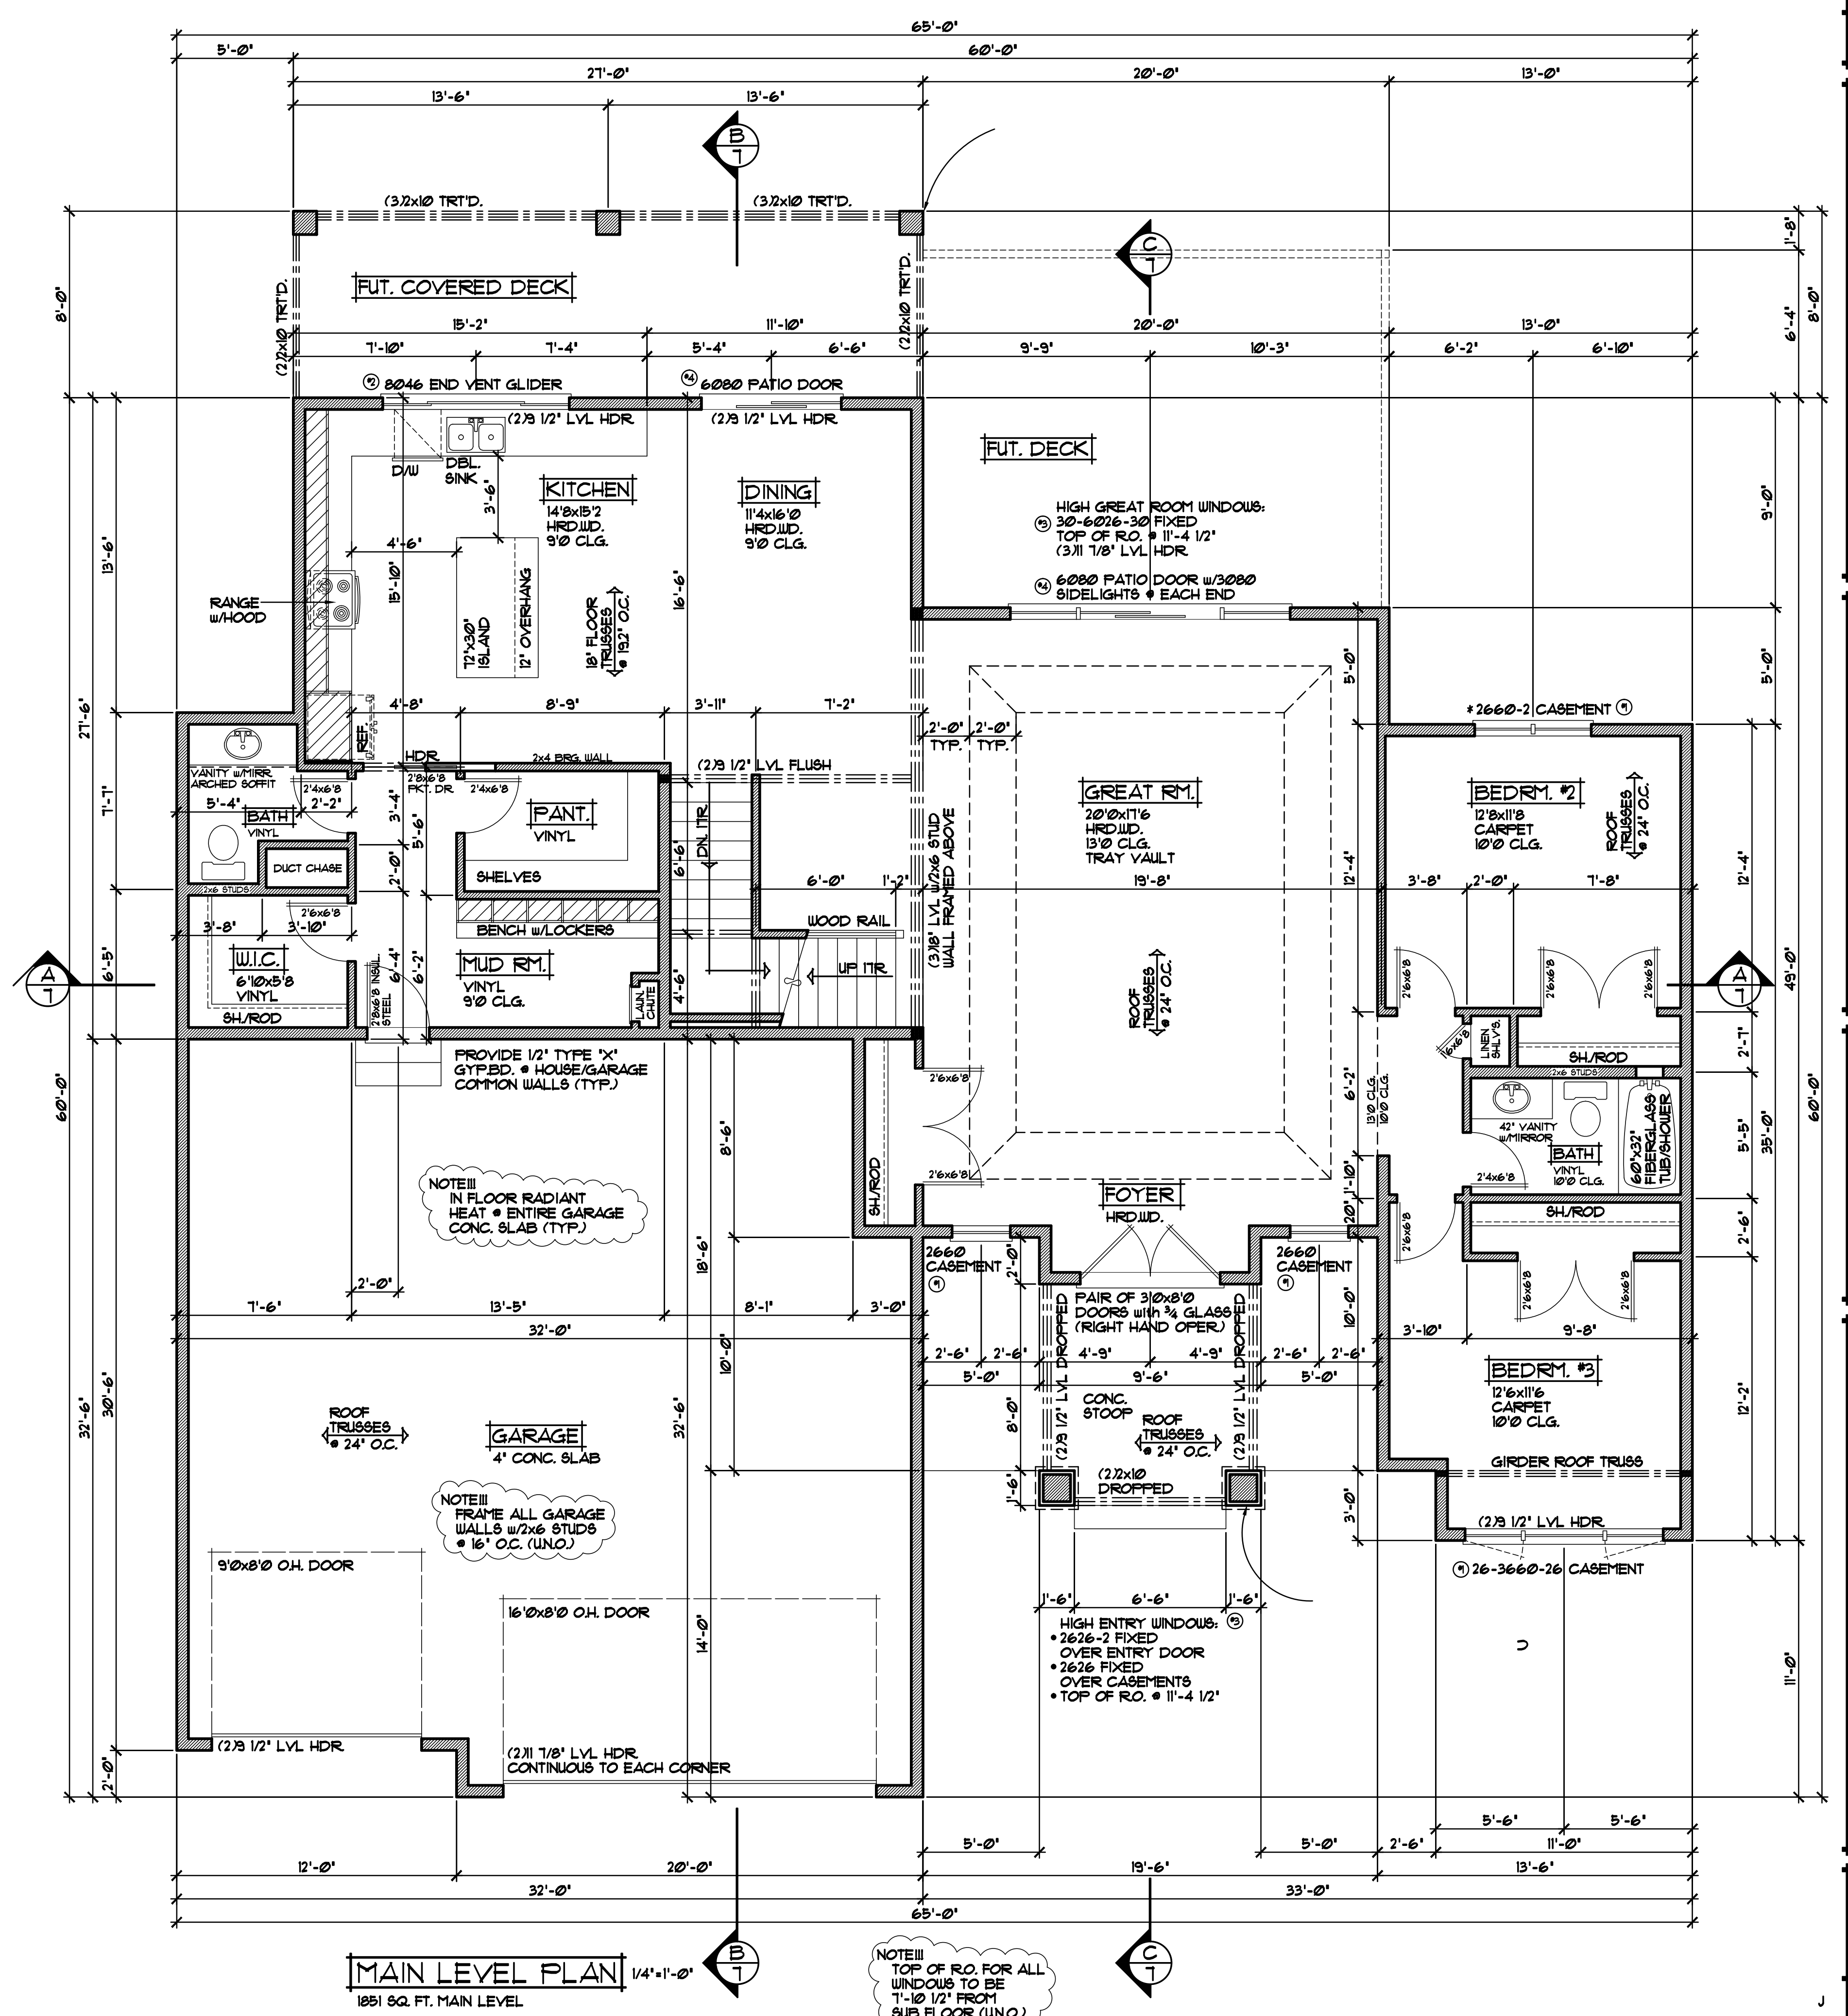 65'-0"
5'-0"
60'-0"
27'-0"
20'-0"
13'-0"
13'-6"
13'-6"
B
7
(3)2x10 TRT'D.
(3)2x10 TRT'D.
C
7
1'-8"
8'-0"
6'-4"
8'-0"
(2)2x10 TRT'D.
(2)2x10 TRT'D.
FUT. COVERED DECK
15'-2"
11'-10"
20'-0"
13'-0"
7'-10"
7'-4"
5'-4"
6'-6"
9'-9"
10'-3"
6'-2"
6'-10"
#2 8046 END VENT GLIDER
#4 6080 PATIO DOOR
(2)9 1/2" LVL HDR.
(2)9 1/2" LVL HDR.
FUT. DECK
D/W
DBL.
SINK
3'-6"
KITCHEN
14'8x15'2
HRD.WD.
9'0 CLG.
DINING
11'4x16'0
HRD.WD.
9'0 CLG.
HIGH GREAT ROOM WINDOWS:
#3 30-6026-30 FIXED
TOP OF R.O. @ 11'-4 1/2"
(3)11 7/8" LVL HDR.
#4 6080 PATIO DOOR w/3080
SIDELIGHTS @ EACH END
9'-0"
13'-6"
27'-6"
4'-6"
15'-10"
16'-6"
RANGE
w/HOOD
72"x30"
ISLAND
12" OVERHANG
18" FLOOR
TRUSSES
@ 19.2" O.C.
5'-0"
5'-0"
REF.
4'-8"
8'-9"
3'-11"
7'-2"
2'-0"
TYP.
2'-0"
TYP.
* 2660-2 CASEMENT #1
VANITY w/MIRR.
ARCHED SOFFIT
HDR.
2x4 BRG. WALL
(2)9 1/2" LVL FLUSH
2'4x6'8
2'8x6'8
PKT. DR.
2'4x6'8
5'-4"
2'-2"
BATH
VINYL
7'-7"
3'-4"
5'-6"
2'-0"
PANT.
VINYL
SHELVES
DUCT CHASE
2x6 STUDS
DN. 17R
6'-6"
(3)18" LVL w/2x6 STUD
WALL FRAMED ABOVE
GREAT RM.
20'0x17'6
HRD.WD.
13'0 CLG.
TRAY VAULT
BEDRM. #2
12'8x11'8
CARPET
10'0 CLG.
ROOF
TRUSSES
@ 24" O.C.
12'-4"
12'-4"
6'-0"
1'-2"
19'-8"
3'-8"
2'-0"
7'-8"
2'6x6'8
3'-8"
3'-10"
BENCH w/LOCKERS
WOOD RAIL
A
7
6'-5"
W.I.C.
6'10x5'8
VINYL
SH./ROD
2'8x6'8 INSUL.
STEEL
6'-4"
6'-2"
MUD RM.
VINYL
9'0 CLG.
LAUN.
CHUTE
4'-6"
UP 17R
ROOF
TRUSSES
@ 24" O.C.
2'6x6'8
2'6x6'8
2'6x6'8
A
7
49'-0"
60'-0"
PROVIDE 1/2" TYPE "X"
GYP.BD. @ HOUSE/GARAGE
COMMON WALLS (TYP.)
2'6x6'8
1'6x6'8
LINEN
SHLV'S.
SH./ROD
2x6 STUDS
2'-7"
6'-2"
13'0 CLG.
10'0 CLG.
42" VANITY
w/MIRROR
BATH
VINYL
10'0 CLG.
60"x32"
FIBERGLASS
TUB/SHOWER
5'-5"
35'-0"
60'-0"
8'-6"
SH./ROD
2'6x6'8
2'4x6'8
NOTE!!!
IN FLOOR RADIANT
HEAT @ ENTIRE GARAGE
CONC. SLAB (TYP.)
FOYER
HRD.WD.
1'-10"
SH./ROD
2'6x6'8
2'-6"
2660
CASEMENT
#1
2'-0"
2660
CASEMENT
#1
2'6x6'8
2'6x6'8
2'-0"
18'-6"
7'-6"
13'-5"
8'-1"
3'-0"
32'-0"
PAIR OF 3'0x8'0
DOORS with 3/4 GLASS
(RIGHT HAND OPER.)
10'-0"
10'-0"
3'-10"
9'-8"
2'-6"
2'-6"
4'-9"
4'-9"
2'-6"
2'-6"
5'-0"
9'-6"
5'-0"
(2)9 1/2" LVL DROPPED
(2)9 1/2" LVL DROPPED
BEDRM. #3
12'6x11'6
CARPET
10'0 CLG.
12'-2"
32'-6"
30'-6"
32'-6"
ROOF
TRUSSES
@ 24" O.C.
GARAGE
4" CONC. SLAB
CONC.
STOOP
ROOF
TRUSSES
@ 24" O.C.
8'-0"
GIRDER ROOF TRUSS
NOTE!!!
FRAME ALL GARAGE
WALLS w/2x6 STUDS
@ 16" O.C. (U.N.O.)
1'-6"
(2)2x10
DROPPED
3'-0"
(2)9 1/2" LVL HDR.
9'0x8'0 O.H. DOOR
#1 26-3660-26 CASEMENT
16'0x8'0 O.H. DOOR
14'-0"
1'-6"
6'-6"
1'-6"
HIGH ENTRY WINDOWS: #3
• 2626-2 FIXED
OVER ENTRY DOOR
• 2626 FIXED
OVER CASEMENTS
• TOP OF R.O. @ 11'-4 1/2"
11'-0"
(2)9 1/2" LVL HDR.
(2)11 7/8" LVL HDR.
CONTINUOUS TO EACH CORNER
2'-0"
5'-6"
5'-6"
5'-0"
5'-0"
2'-6"
11'-0"
12'-0"
20'-0"
19'-6"
13'-6"
32'-0"
33'-0"
65'-0"
B
7
C
7
MAIN LEVEL PLAN 1/4"=1'-0"
1851 SQ. FT. MAIN LEVEL
NOTE!!!
TOP OF R.O. FOR ALL
WINDOWS TO BE
7'-10 1/2" FROM
SUB FLOOR (U.N.O.)